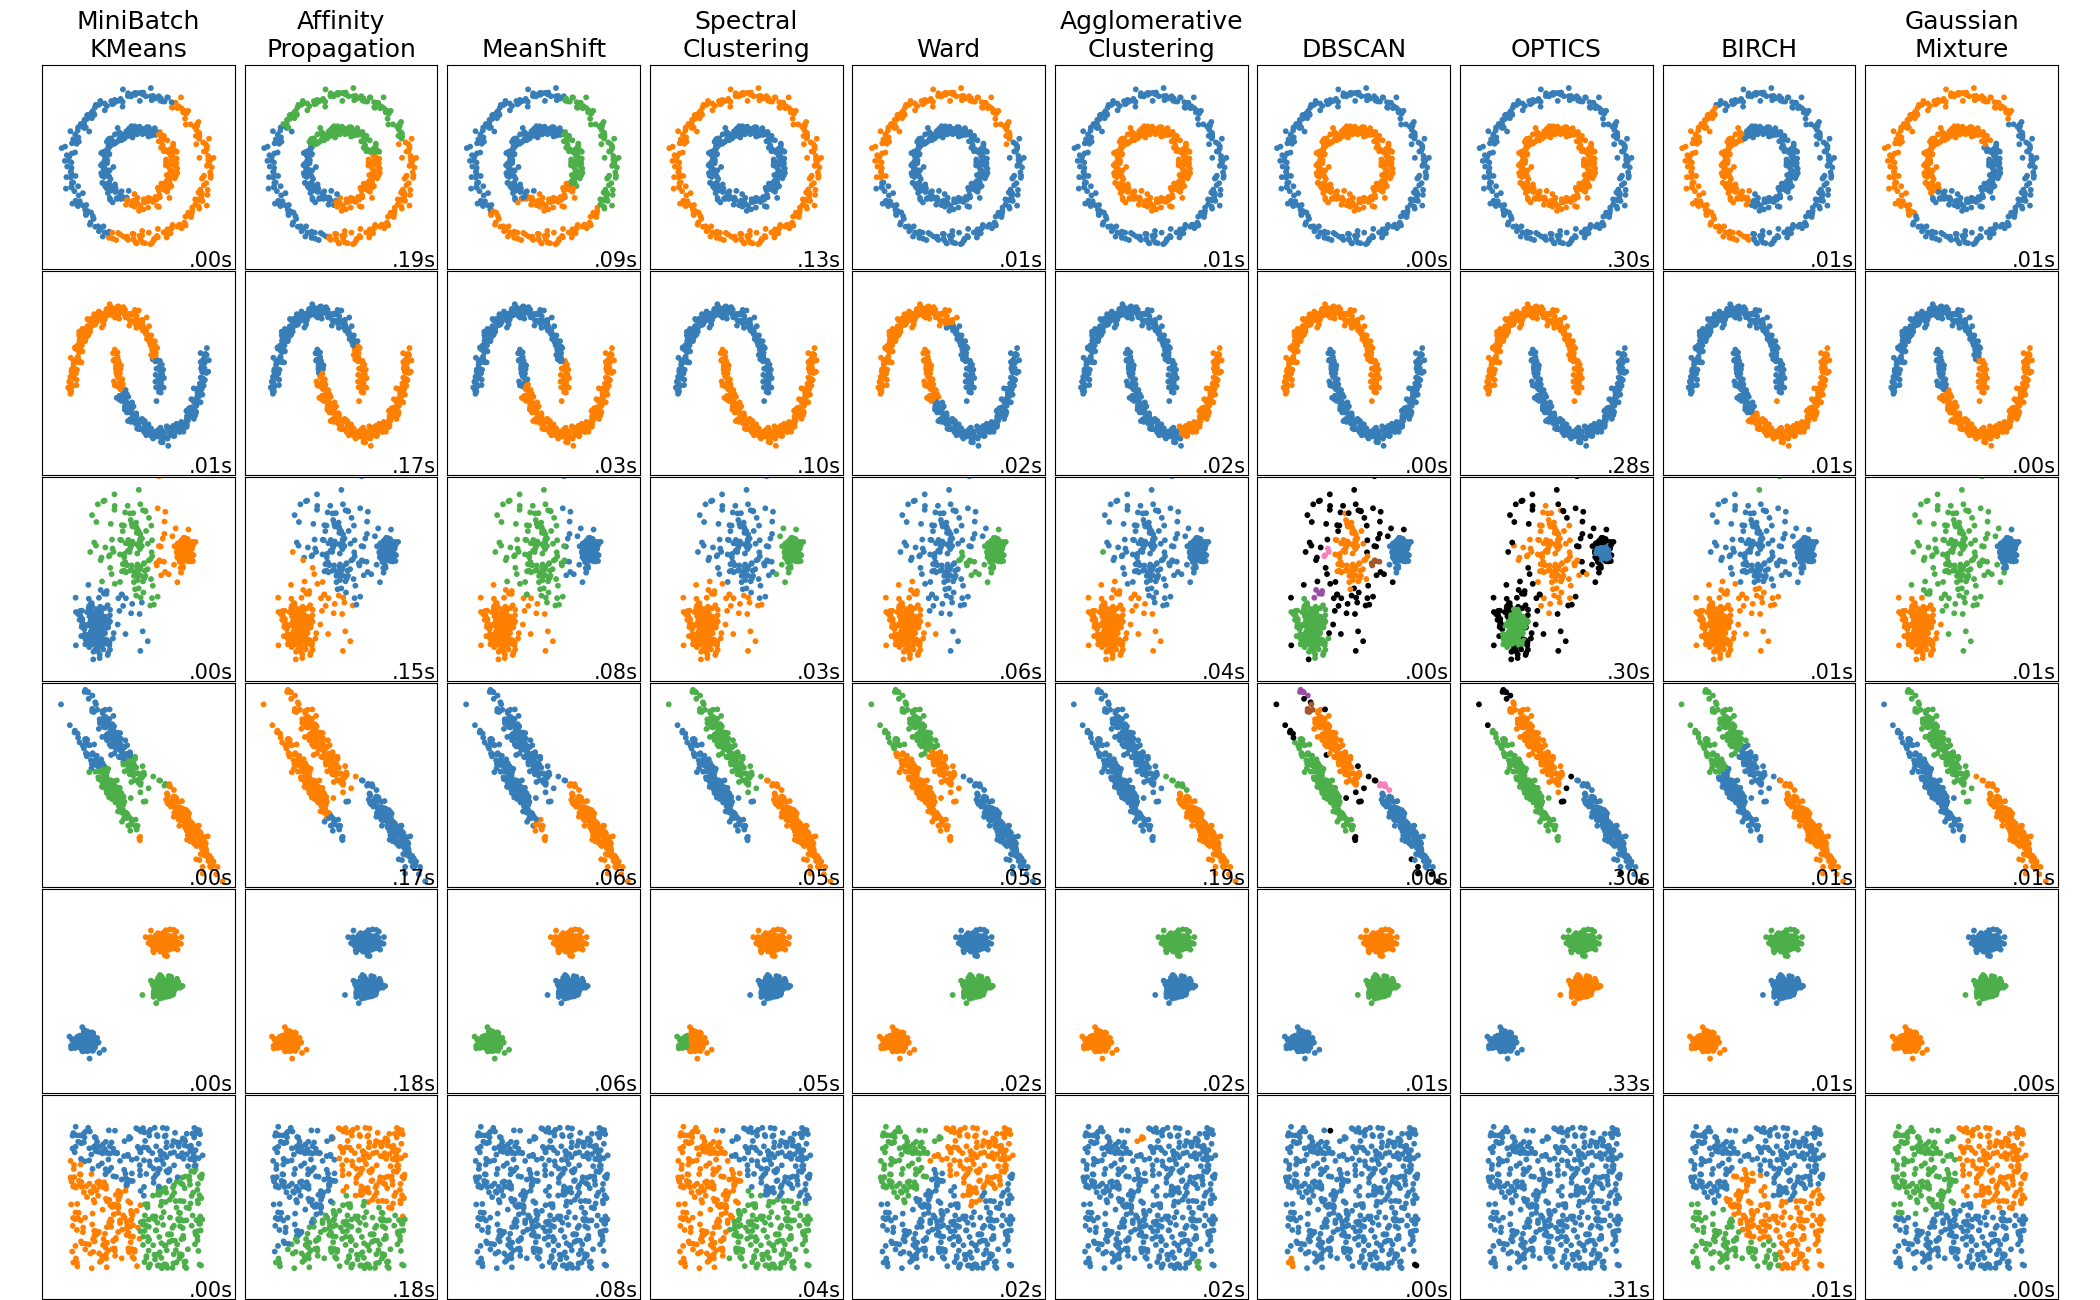 MiniBatch
KMeans
Affinity
Propagation
MeanShift
Spectral
Clustering
Ward
Agglomerative
Clustering
DBSCAN
OPTICS
BIRCH
Gaussian
Mixture
.00s
.19s
.09s
.13s
.01s
.01s
.00s
.30s
.01s
.01s
.01s
.17s
.03s
.10s
.02s
.02s
.00s
.28s
.01s
.00s
.00s
.15s
.08s
.03s
.06s
.04s
.00s
.30s
.01s
.01s
.00s
.17s
.06s
.05s
.05s
.19s
.00s
.30s
.01s
.01s
.00s
.18s
.06s
.05s
.02s
.02s
.01s
.33s
.01s
.00s
.00s
.18s
.08s
.04s
.02s
.02s
.00s
.31s
.01s
.00s